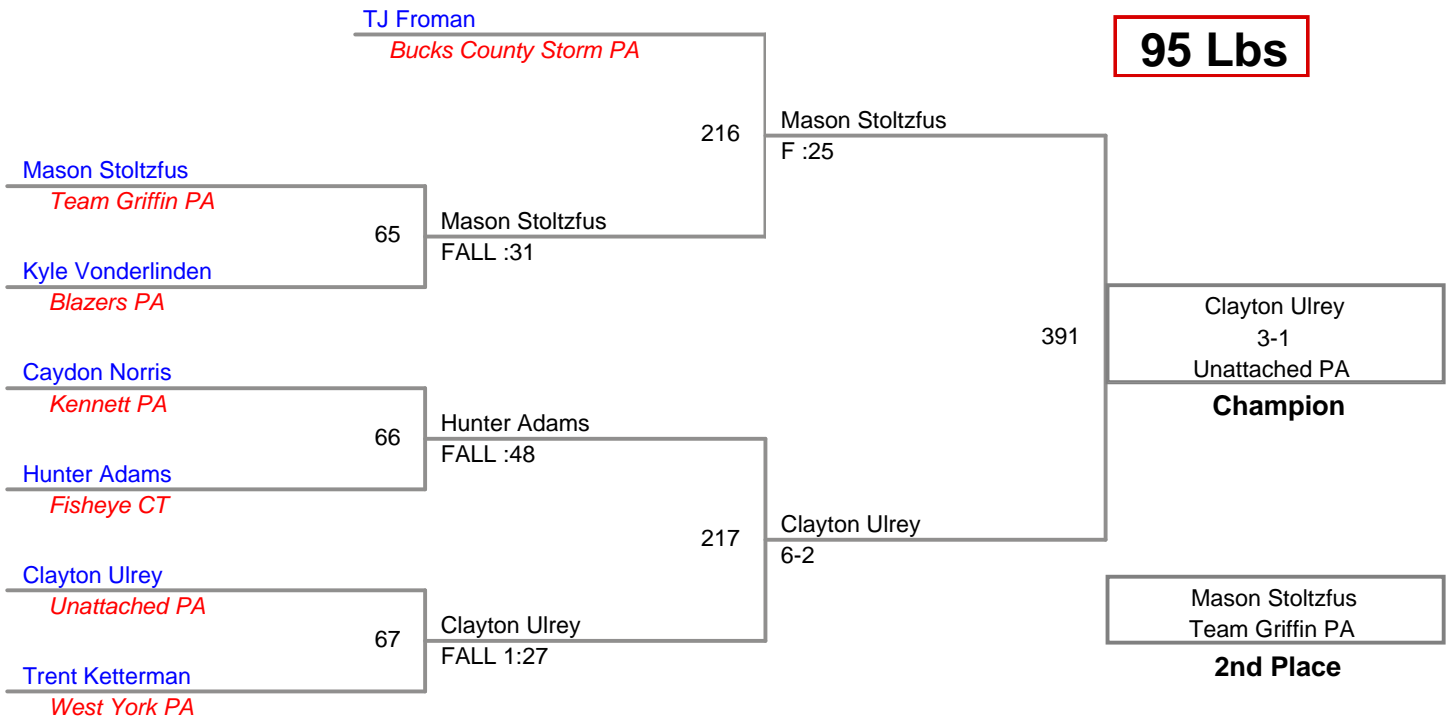 TJ Froman
Bucks County Storm PA
95 Lbs
216
Mason Stoltzfus
F :25
Mason Stoltzfus
Team Griffin PA
65
Mason Stoltzfus
FALL :31
Kyle Vonderlinden
Blazers PA
391
Clayton Ulrey
3-1
Unattached PA
Champion
Caydon Norris
Kennett PA
66
Hunter Adams
FALL :48
Hunter Adams
Fisheye CT
217
Clayton Ulrey
6-2
Clayton Ulrey
Unattached PA
67
Clayton Ulrey
FALL 1:27
Trent Ketterman
West York PA
Mason Stoltzfus
Team Griffin PA
2nd Place